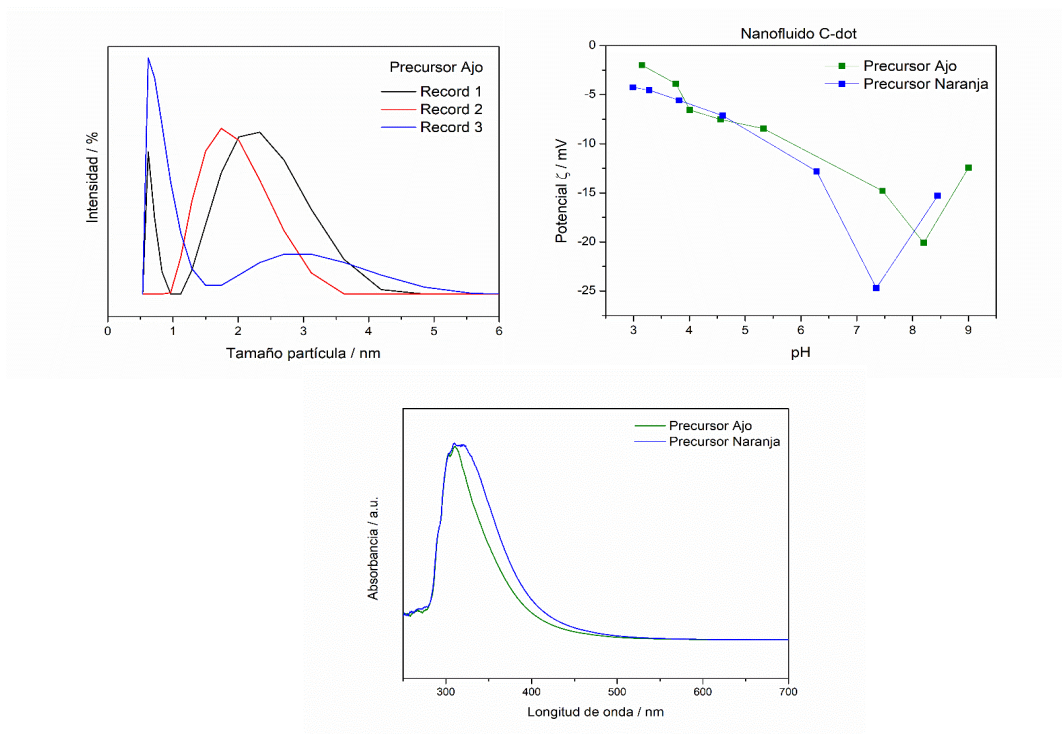 Precursor Ajo
Record 1
Record 2
Record 3
Intensidad / %
0 1 2 3 4 5 6
Tamaño partícula / nm
Nanofluido C-dot
Precursor Ajo
Precursor Naranja
Potencial ζ / mV
0
-5
-10
-15
-20
-25
3 4 5 6 7 8 9
pH
Precursor Ajo
Precursor Naranja
Absorbancia / a.u.
300 400 500 600 700
Longitud de onda / nm